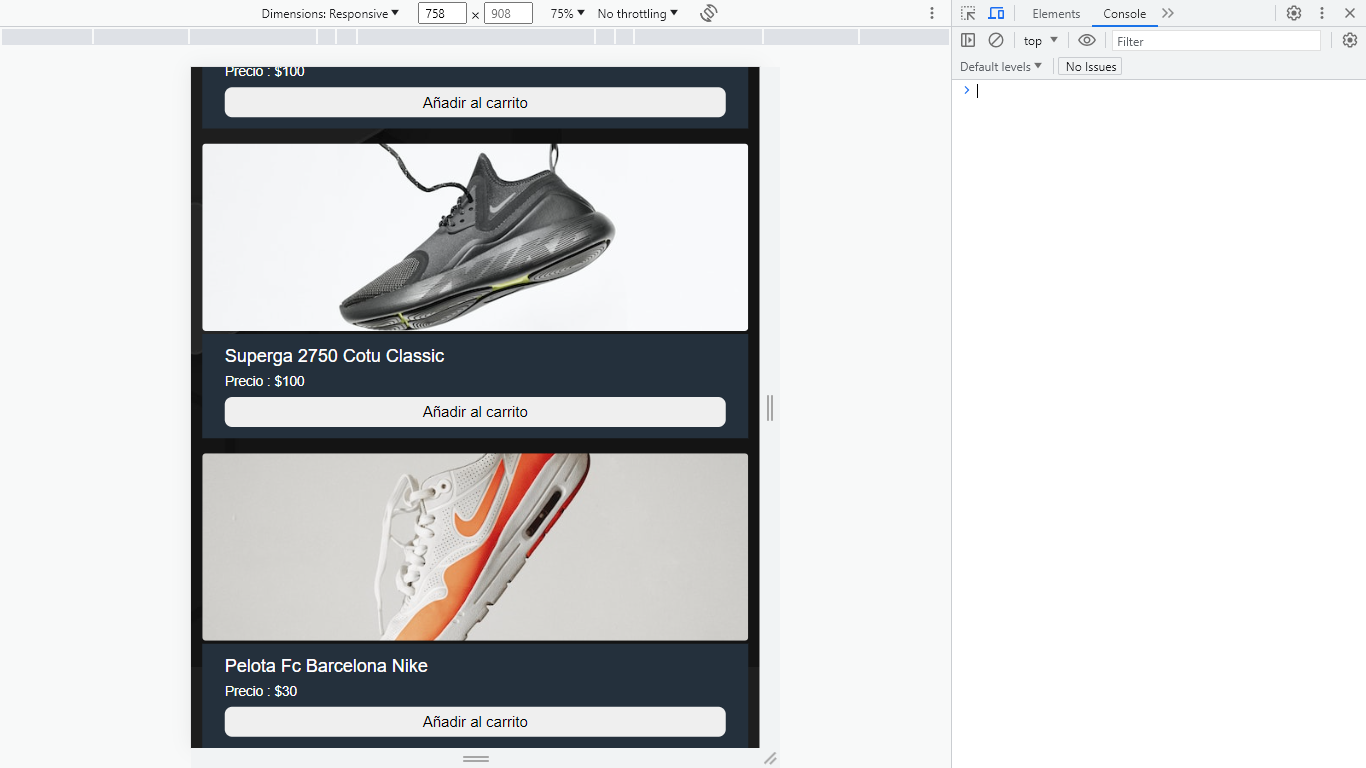 Dimensions: Responsive 758 × 908 75% No throttling
Elements Console
top Filter
Default levels No Issues
Precio : $100
Añadir al carrito
Superga 2750 Cotu Classic
Precio : $100
Añadir al carrito
Pelota Fc Barcelona Nike
Precio : $30
Añadir al carrito